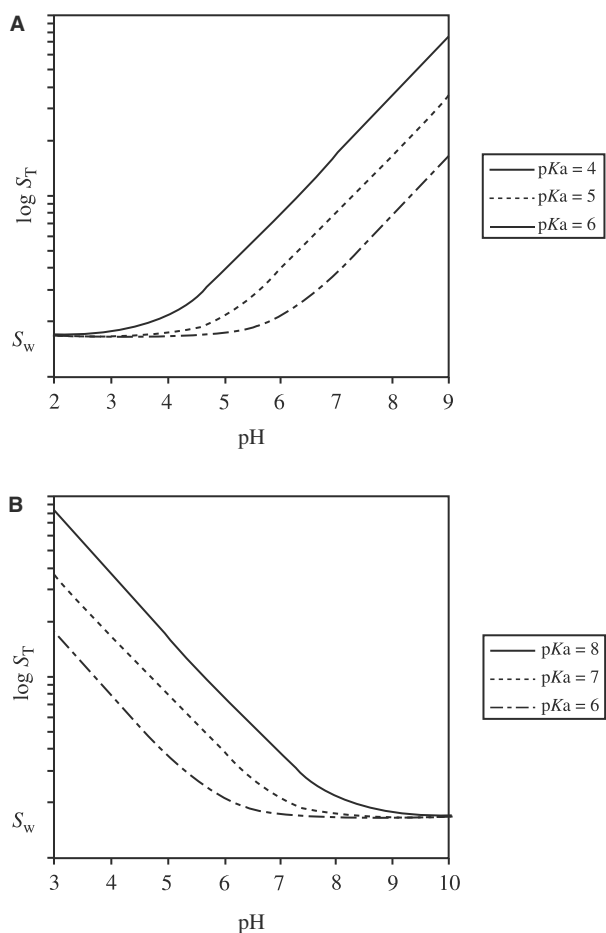 A
log S_T
S_w
2 3 4 5 6 7 8 9
pH
pKa = 4
pKa = 5
pKa = 6
B
log S_T
S_w
3 4 5 6 7 8 9 10
pH
pKa = 8
pKa = 7
pKa = 6